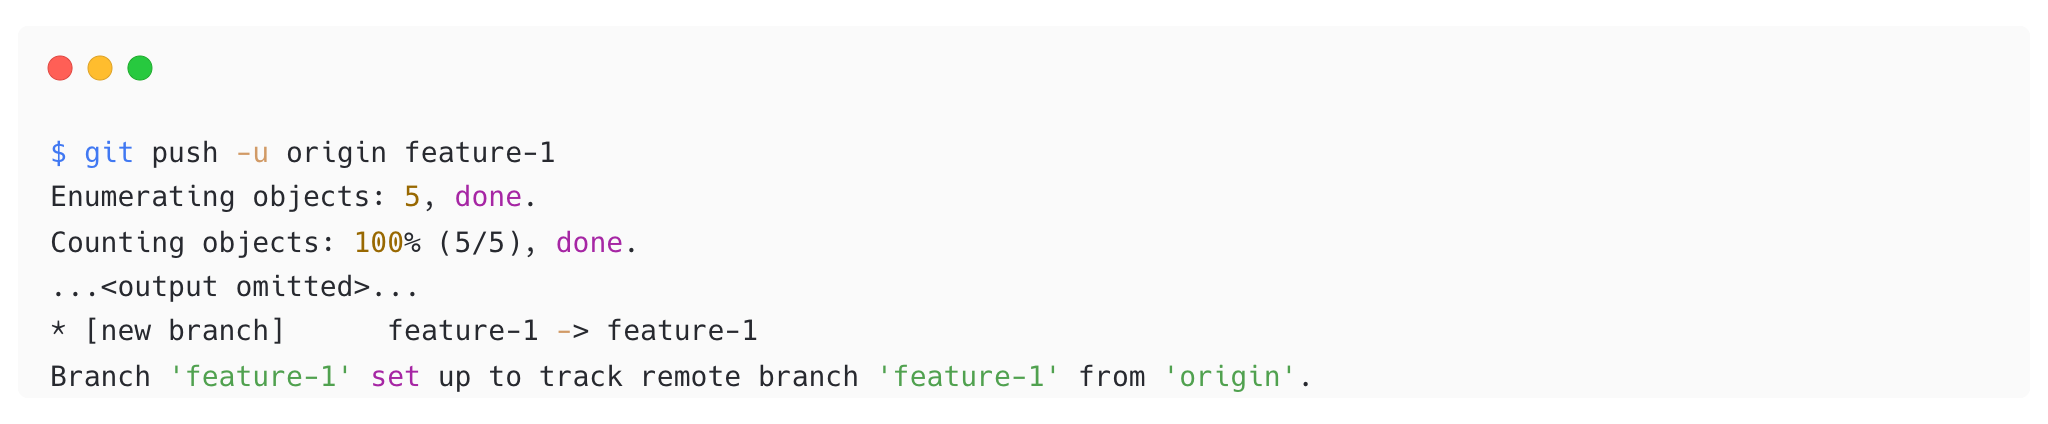 $ git push -u origin feature-1
Enumerating objects: 5, done.
Counting objects: 100% (5/5), done.
...<output omitted>...
* [new branch]      feature-1 -> feature-1
Branch 'feature-1' set up to track remote branch 'feature-1' from 'origin'.